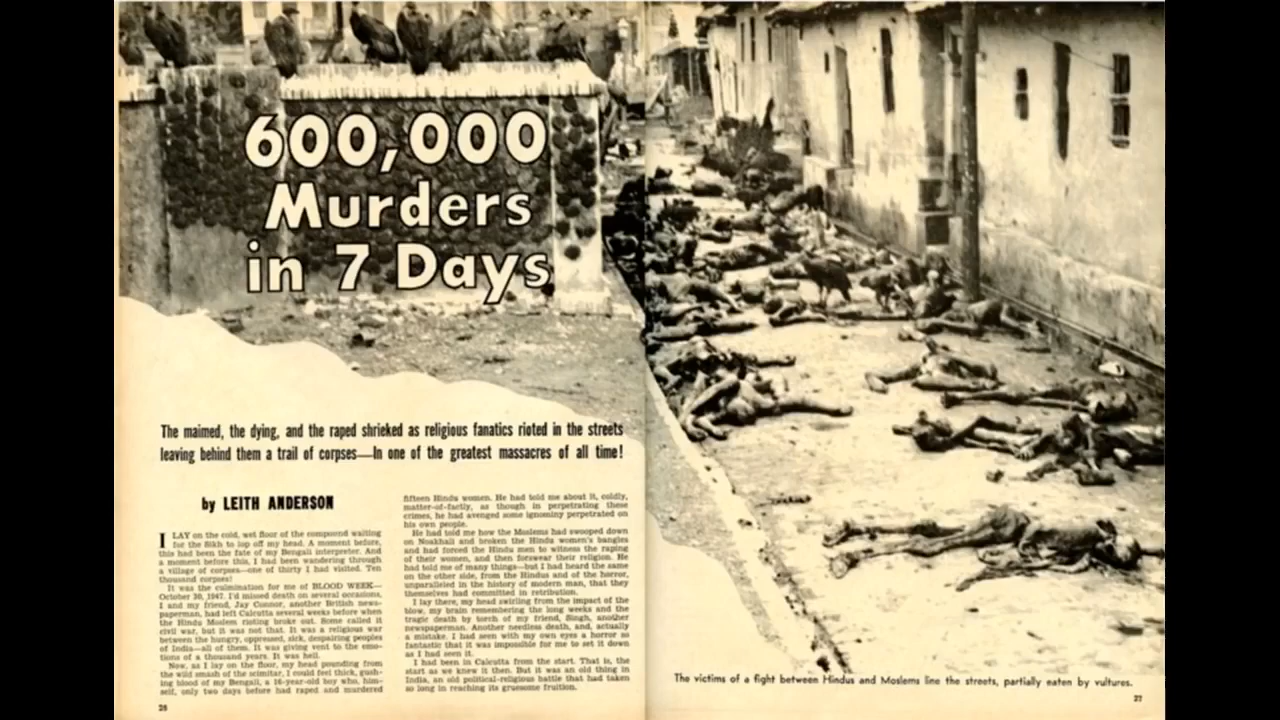 600,000
Murders
in 7 Days
The maimed, the dying, and the raped shrieked as religious fanatics rioted in the streets
leaving behind them a trail of corpses—In one of the greatest massacres of all time!
by LEITH ANDERSON
I LAY on the cold, wet floor of the compound waiting
for the Sikh to lop off my head. A moment before,
this had been the fate of my Bengali interpreter. And
a moment before this, I had been wandering through
a village of corpses—one of thirty I had visited. Ten
thousand corpses!
It was the culmination for me of BLOOD WEEK—
October 30, 1947. I'd missed death on several occasions,
I and my friend, Jay Connor, another British news-
paperman, had left Calcutta several weeks before when
the Hindu Moslem rioting broke out. Some called it
civil war, but it was not that. It was a religious war
between the hungry, oppressed, sick, despairing peoples
of India—all of them. It was giving vent to the emo-
tions of a thousand years. It was hell.
Now, as I lay on the floor, my head pounding from
the wild smash of the scimitar, I could feel thick, gush-
ing blood of my Bengali, a 16-year-old boy who, him-
self, only two days before had raped and murdered
28
fifteen Hindu women. He had told me about it, coldly,
matter-of-factly, as though in perpetrating these
crimes, he had avenged some ignominy perpetrated on
his own people.
He had told me how the Moslems had swooped down
on Noakhali and broken the Hindu women's bangles
and had forced the Hindu men to witness the raping
of their women, and then forswear their religion. He
had told me of many things—but I had heard the same
on the other side, from the Hindus and of the horror,
unparalleled in the history of modern man, that they
themselves had committed in retribution.
I lay there, my head swirling from the impact of the
blow, my brain remembering the long weeks and the
tragic death by torch of my friend, Singh, another
newspaperman. Another needless death, and, actually
a mistake. I had seen with my own eyes a horror so
fantastic that it was impossible for me to set it down
as I had seen it.
I had been in Calcutta from the start. That is, the
start as we knew it then. But it was an old thing in
India, an old political-religious battle that had taken
so long in reaching its gruesome fruition.
The victims of a fight between Hindus and Moslems line the streets, partially eaten by vultures.
27